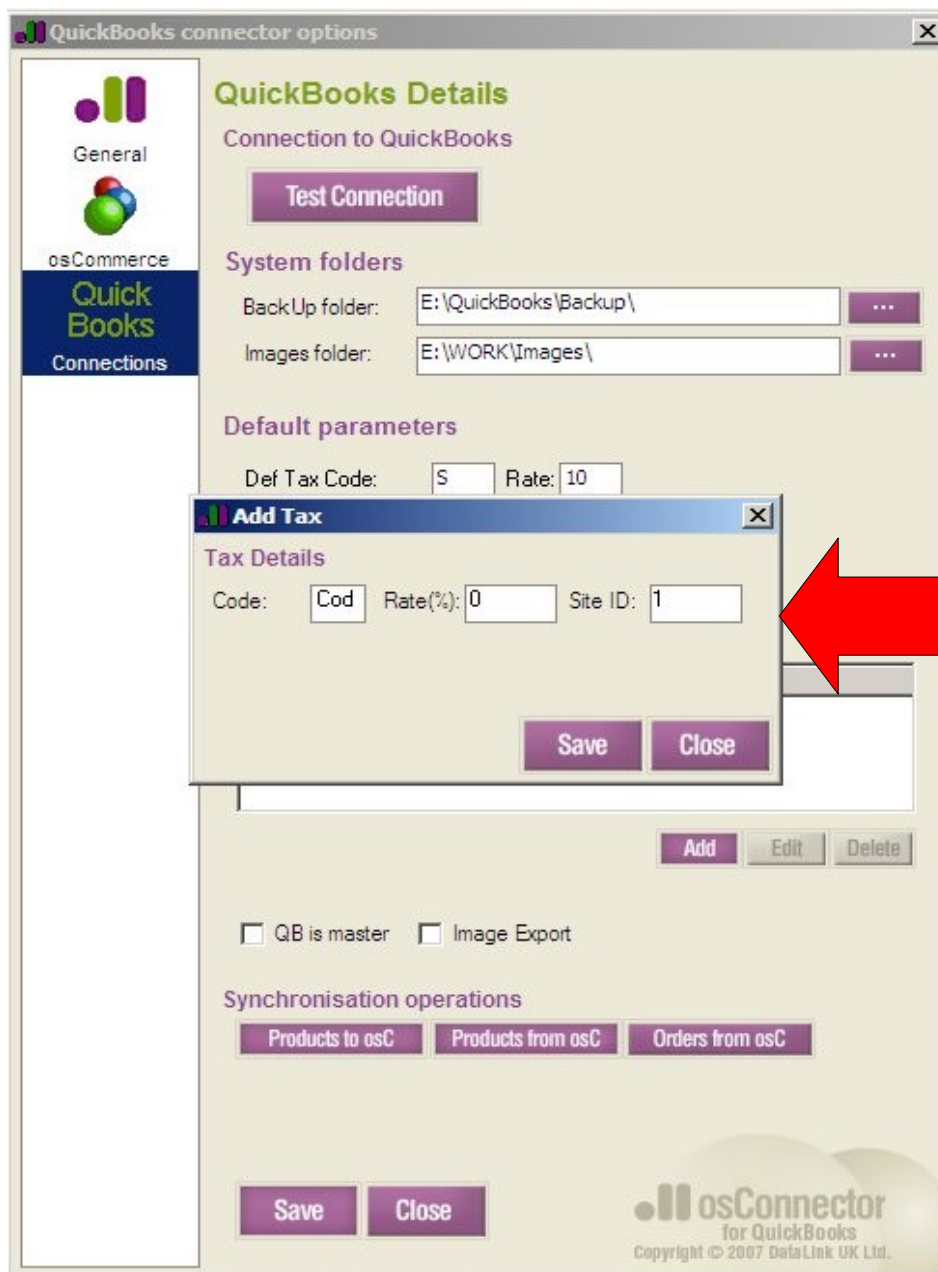 QuickBooks connector options
General
osCommerce
Quick
Books
Connections
QuickBooks Details
Connection to QuickBooks
Test Connection
System folders
BackUp folder: E:\QuickBooks\Backup\ ...
Images folder: E:\WORK\Images\ ...
Default parameters
Def Tax Code: S Rate: 10
Add Tax
Tax Details
Code: Cod Rate(%): 0 Site ID: 1
Save Close
Add Edit Delete
QB is master Image Export
Synchronisation operations
Products to osC Products from osC Orders from osC
Save Close
osConnector
for QuickBooks
Copyright © 2007 DataLink UK Ltd.